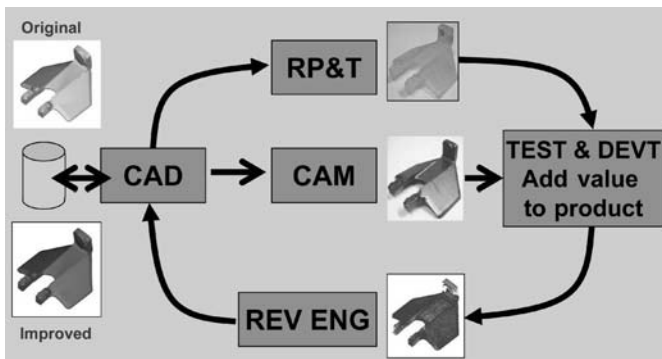 Original
RP&T
CAD
CAM
TEST & DEVT
Add value
to product
REV ENG
Improved